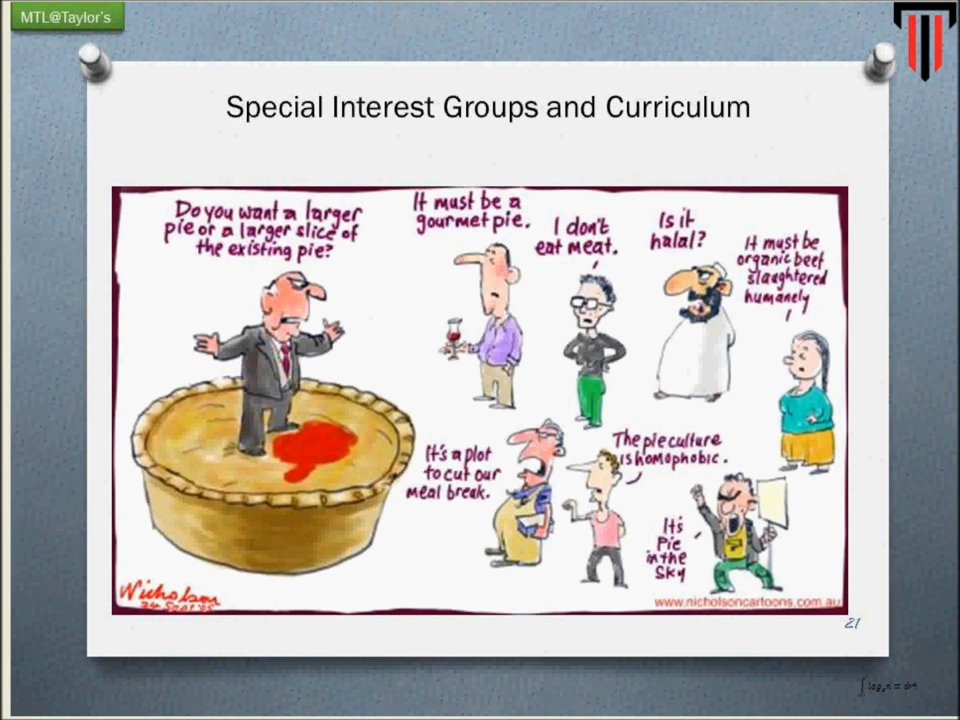 MTL@Taylor's
Special Interest Groups and Curriculum
Do you want a larger
pie or a larger slice of
the existing pie?
It must be a
gourmet pie.
I don't
eat meat.
Is it
halal?
It must be
organic beef
slaughtered
humanely
It's a plot
to cut our
meal break.
The pie culture
is homophobic.
It's
Pie
in the
Sky
Nicholson
www.nicholsoncartoons.com.au
21